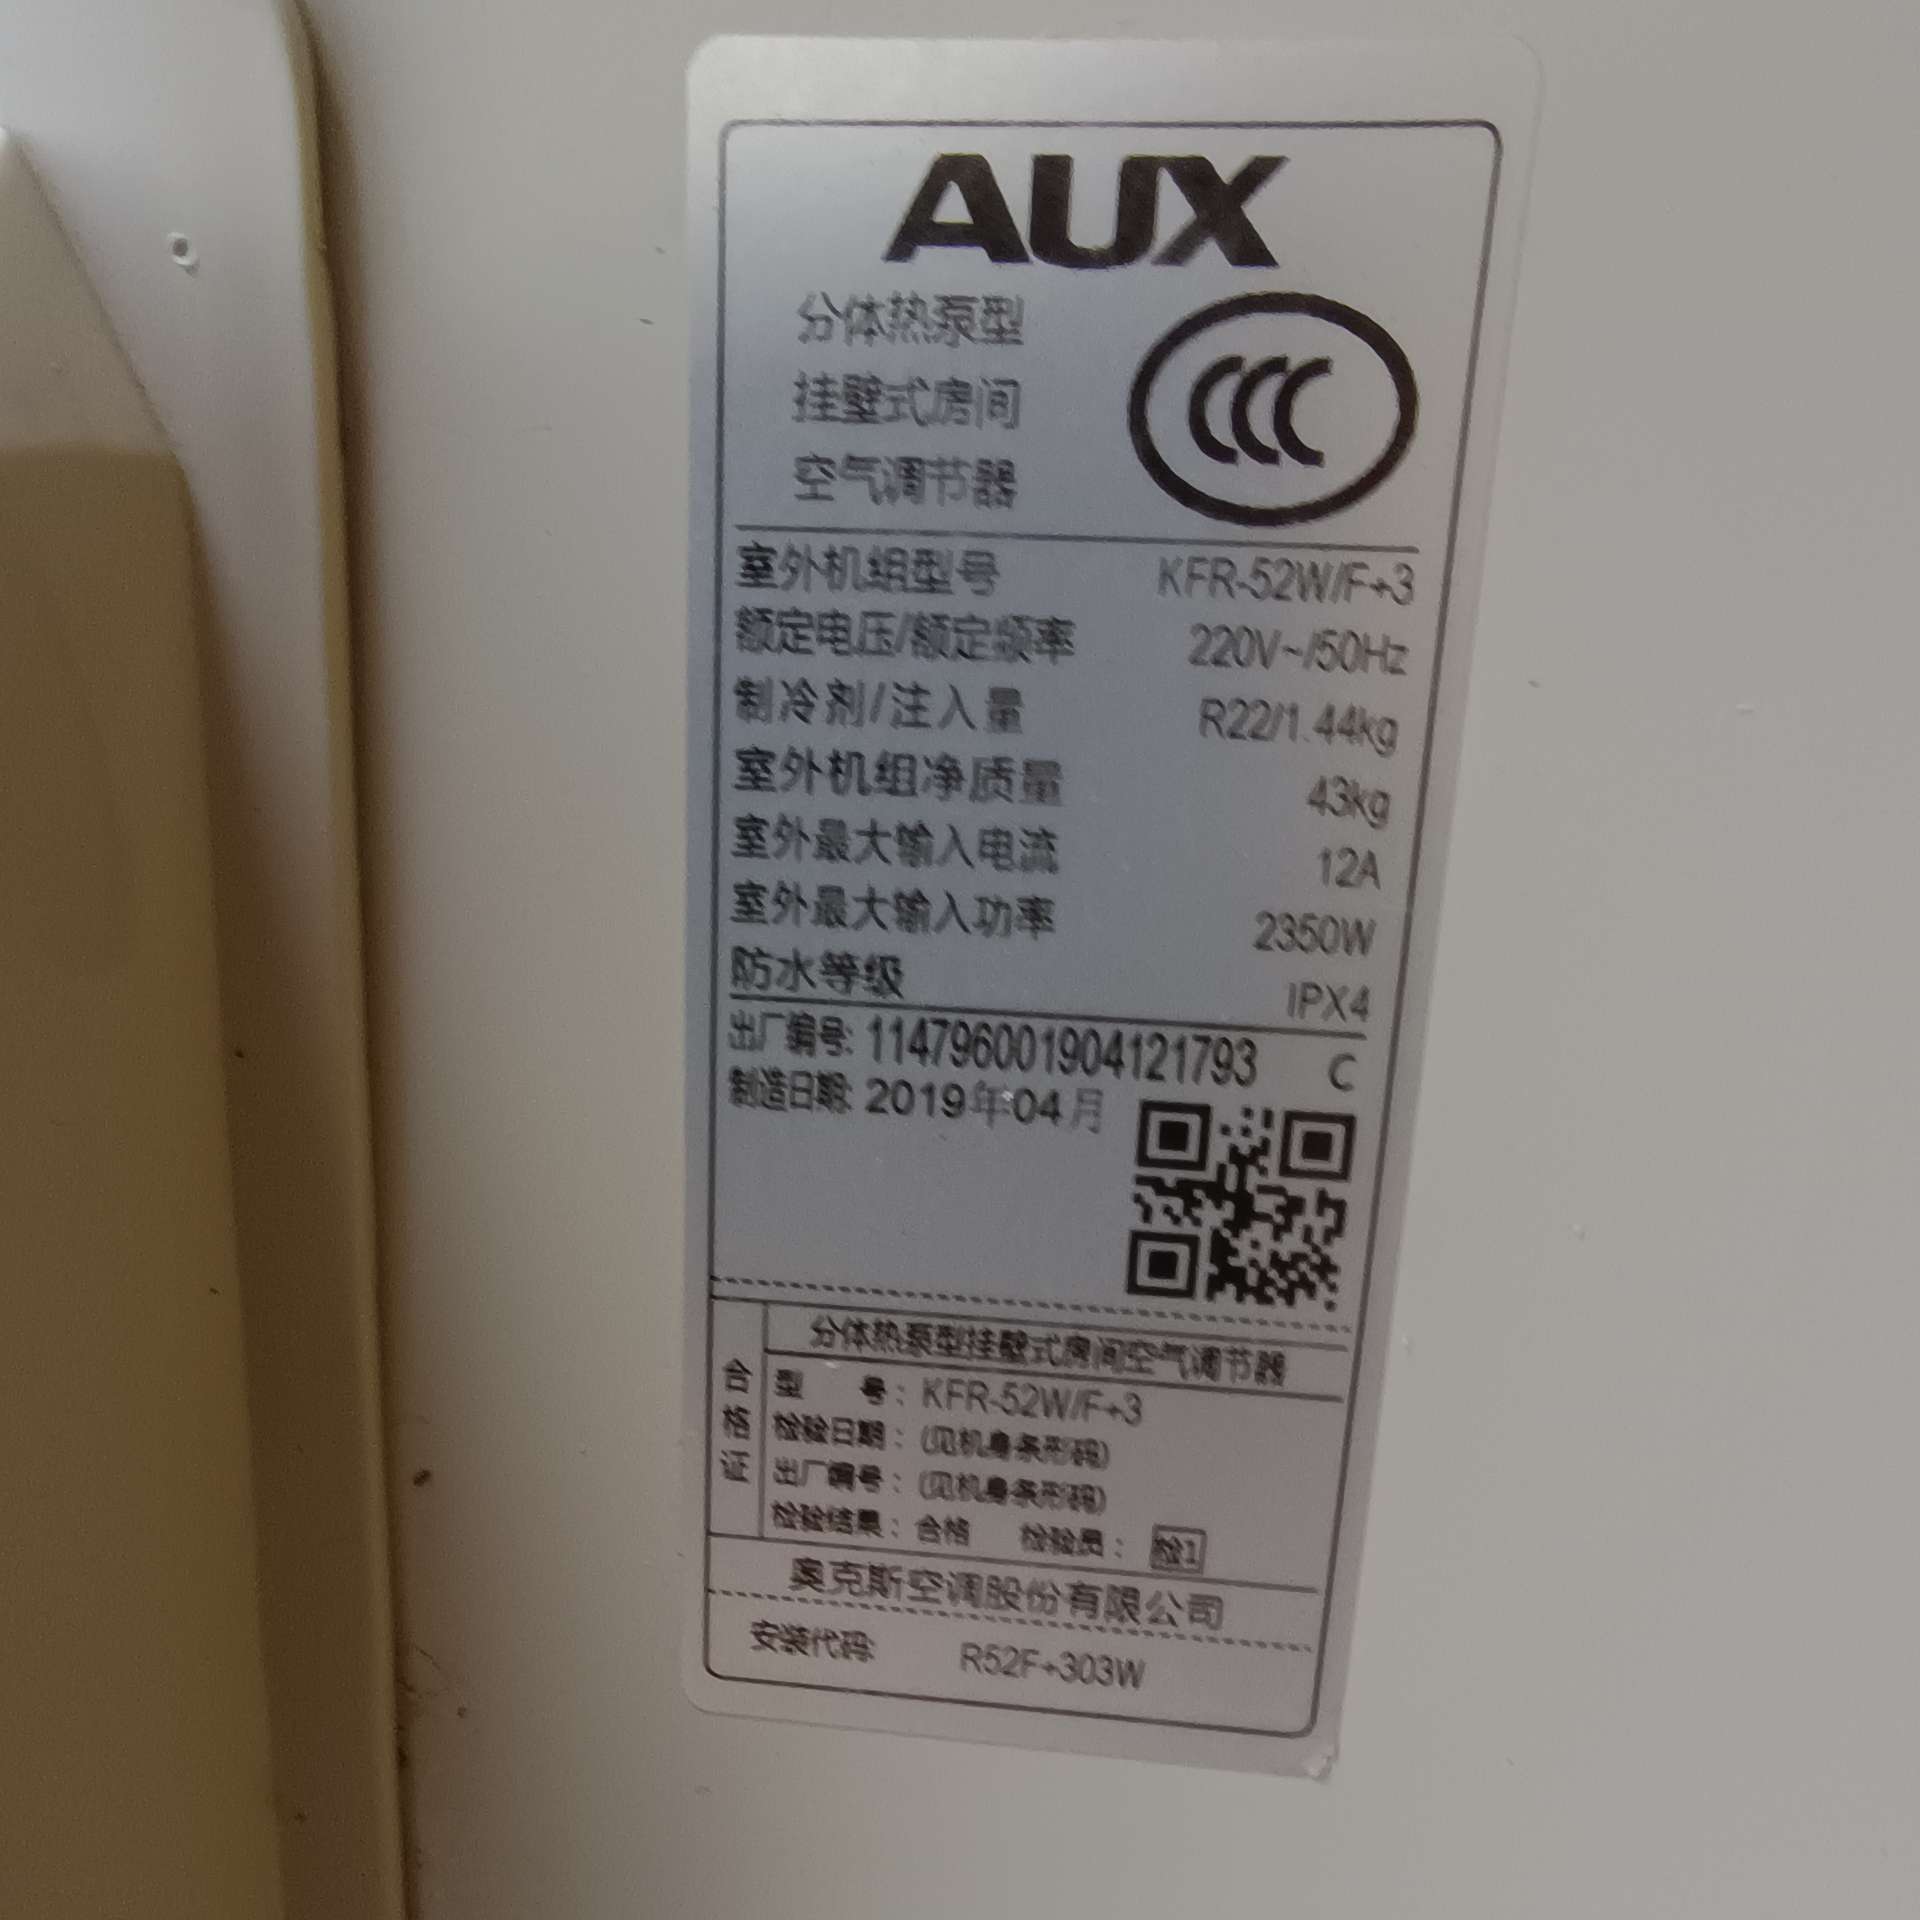 AUX
分体热泵型
挂壁式房间
空气调节器
CCC
室外机组型号 KFR-52W/F+3
额定电压/额定频率 220V~/50Hz
制冷剂/注入量 R22/1.44kg
室外机组净质量 43kg
室外最大输入电流 12A
室外最大输入功率 2350W
防水等级 IPX4
出厂编号: 114796001904121793 C
制造日期: 2019年04月
合格证
分体热泵型挂壁式房间空气调节器
型 号: KFR-52W/F+3
检验日期: (见机身条形码)
出厂编号: (见机身条形码)
检验结果: 合格 检验员: 检1
奥克斯空调股份有限公司
安装代码: R52F+303W